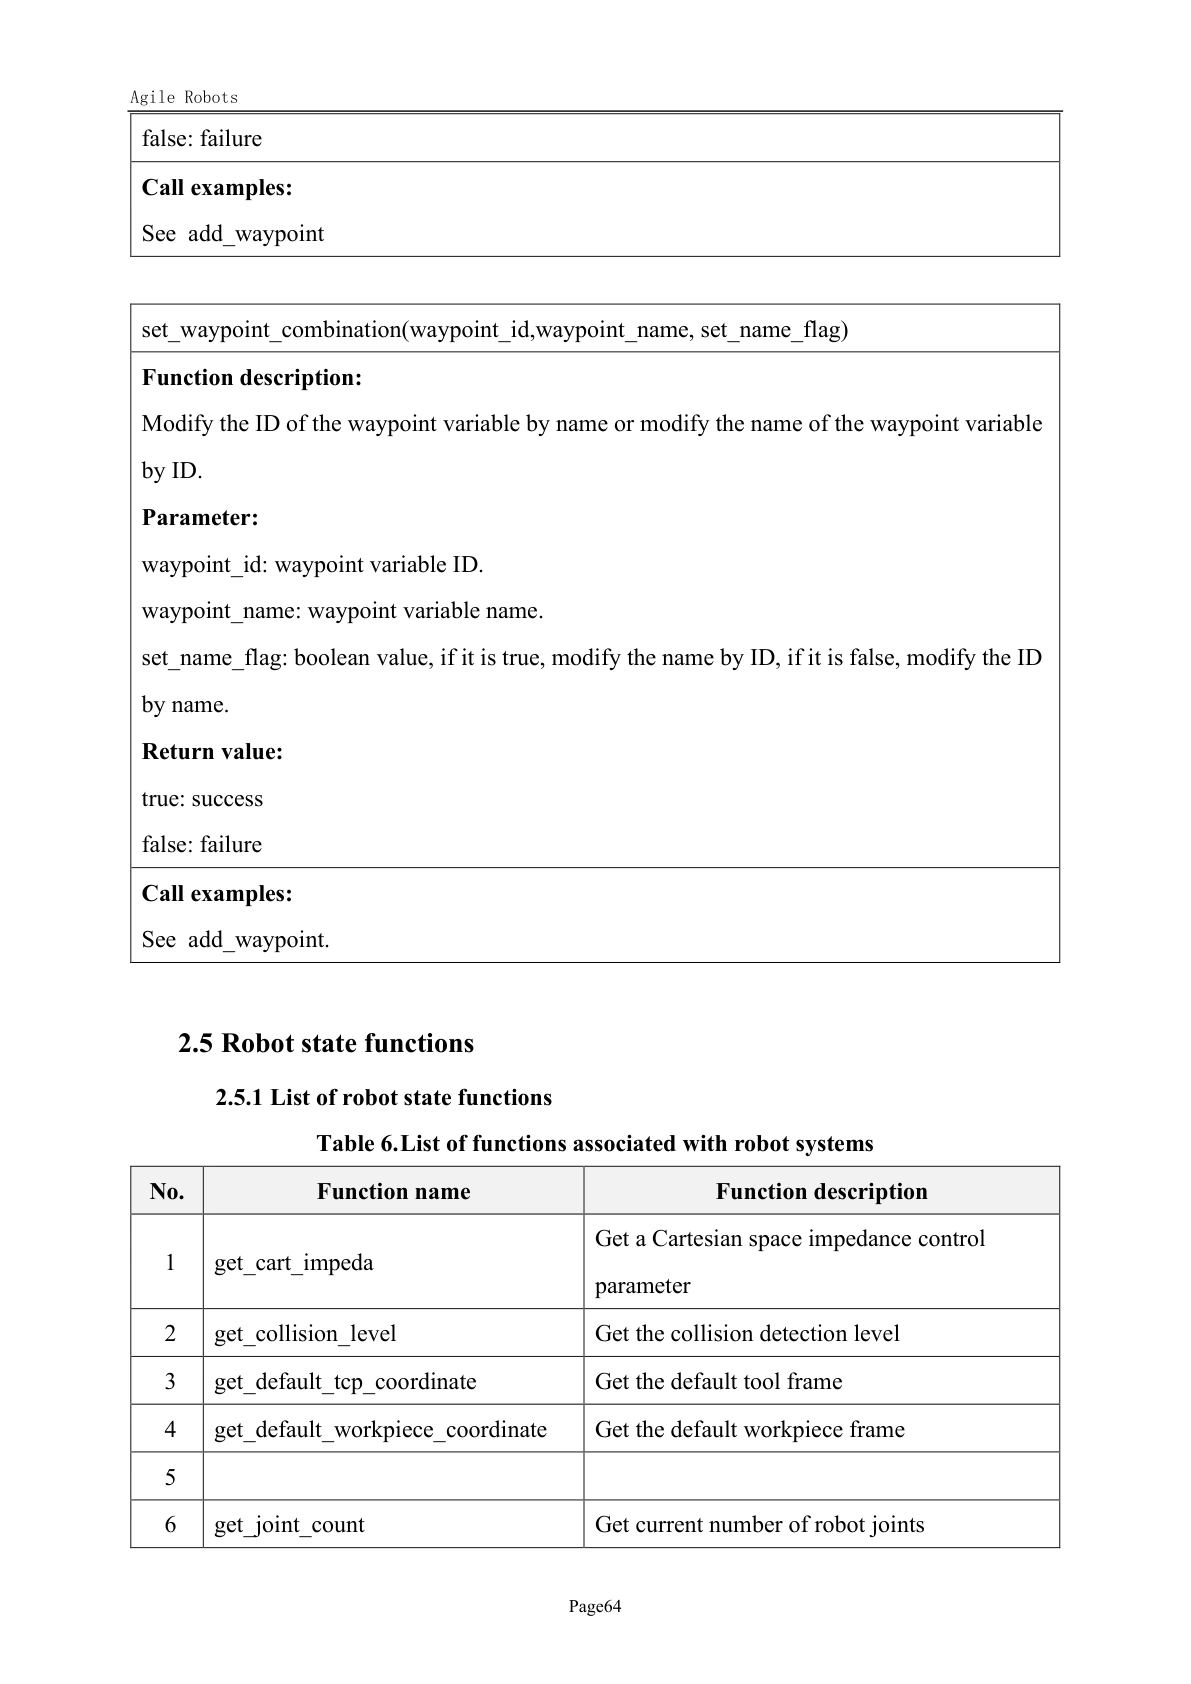 Agile Robots
false: failure
Call examples:
See  add_waypoint
set_waypoint_combination(waypoint_id,waypoint_name, set_name_flag)
Function description:
Modify the ID of the waypoint variable by name or modify the name of the waypoint variable
by ID.
Parameter:
waypoint_id: waypoint variable ID.
waypoint_name: waypoint variable name.
set_name_flag: boolean value, if it is true, modify the name by ID, if it is false, modify the ID
by name.
Return value:
true: success
false: failure
Call examples:
See  add_waypoint.
2.5 Robot state functions
2.5.1 List of robot state functions
Table 6.List of functions associated with robot systems
No. Function name Function description
1 get_cart_impeda Get a Cartesian space impedance control
parameter
2 get_collision_level Get the collision detection level
3 get_default_tcp_coordinate Get the default tool frame
4 get_default_workpiece_coordinate Get the default workpiece frame
5
6 get_joint_count Get current number of robot joints
Page64